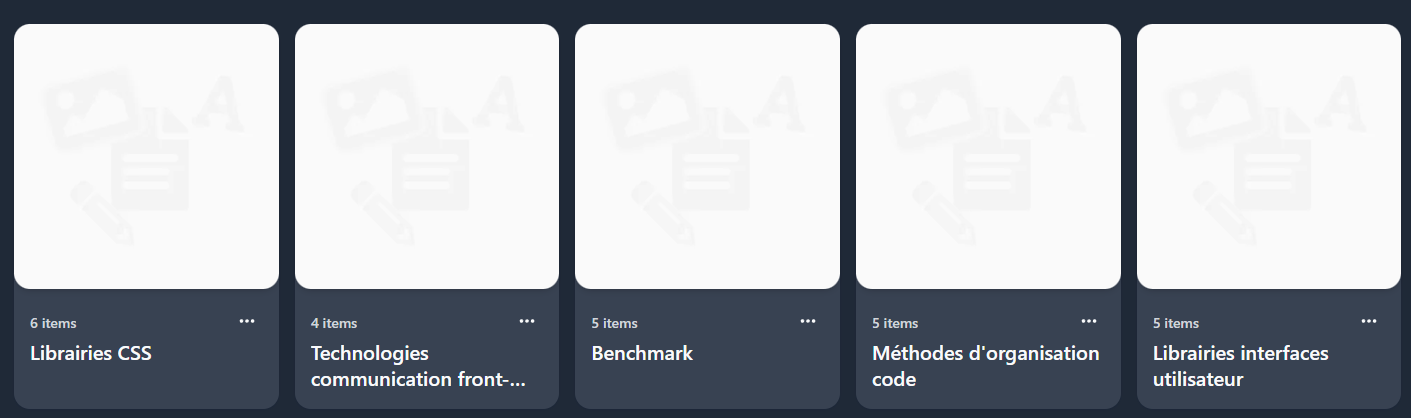 6 items
Librairies CSS
4 items
Technologies
communication front-...
5 items
Benchmark
5 items
Méthodes d'organisation
code
5 items
Librairies interfaces
utilisateur